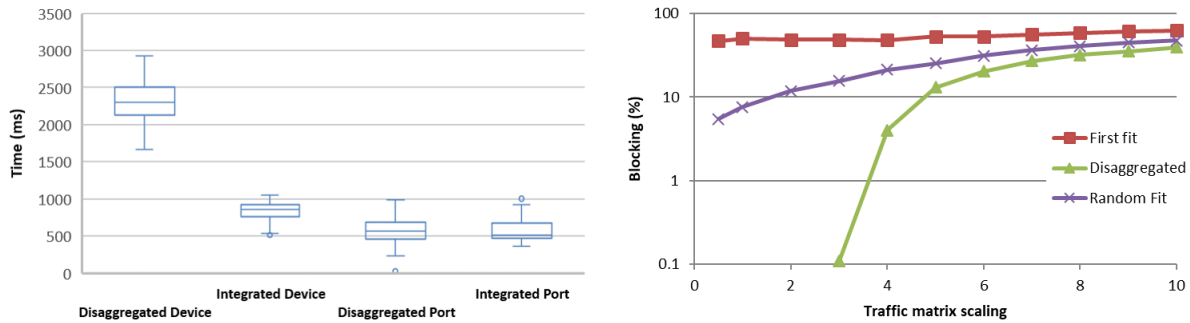 3500
3000
2500
2000
1500
1000
500
0
Time (ms)
Disaggregated Device
Integrated Device
Disaggregated Port
Integrated Port
100
10
1
0.1
Blocking (%)
First fit
Disaggregated
Random Fit
0 2 4 6 8 10
Traffic matrix scaling